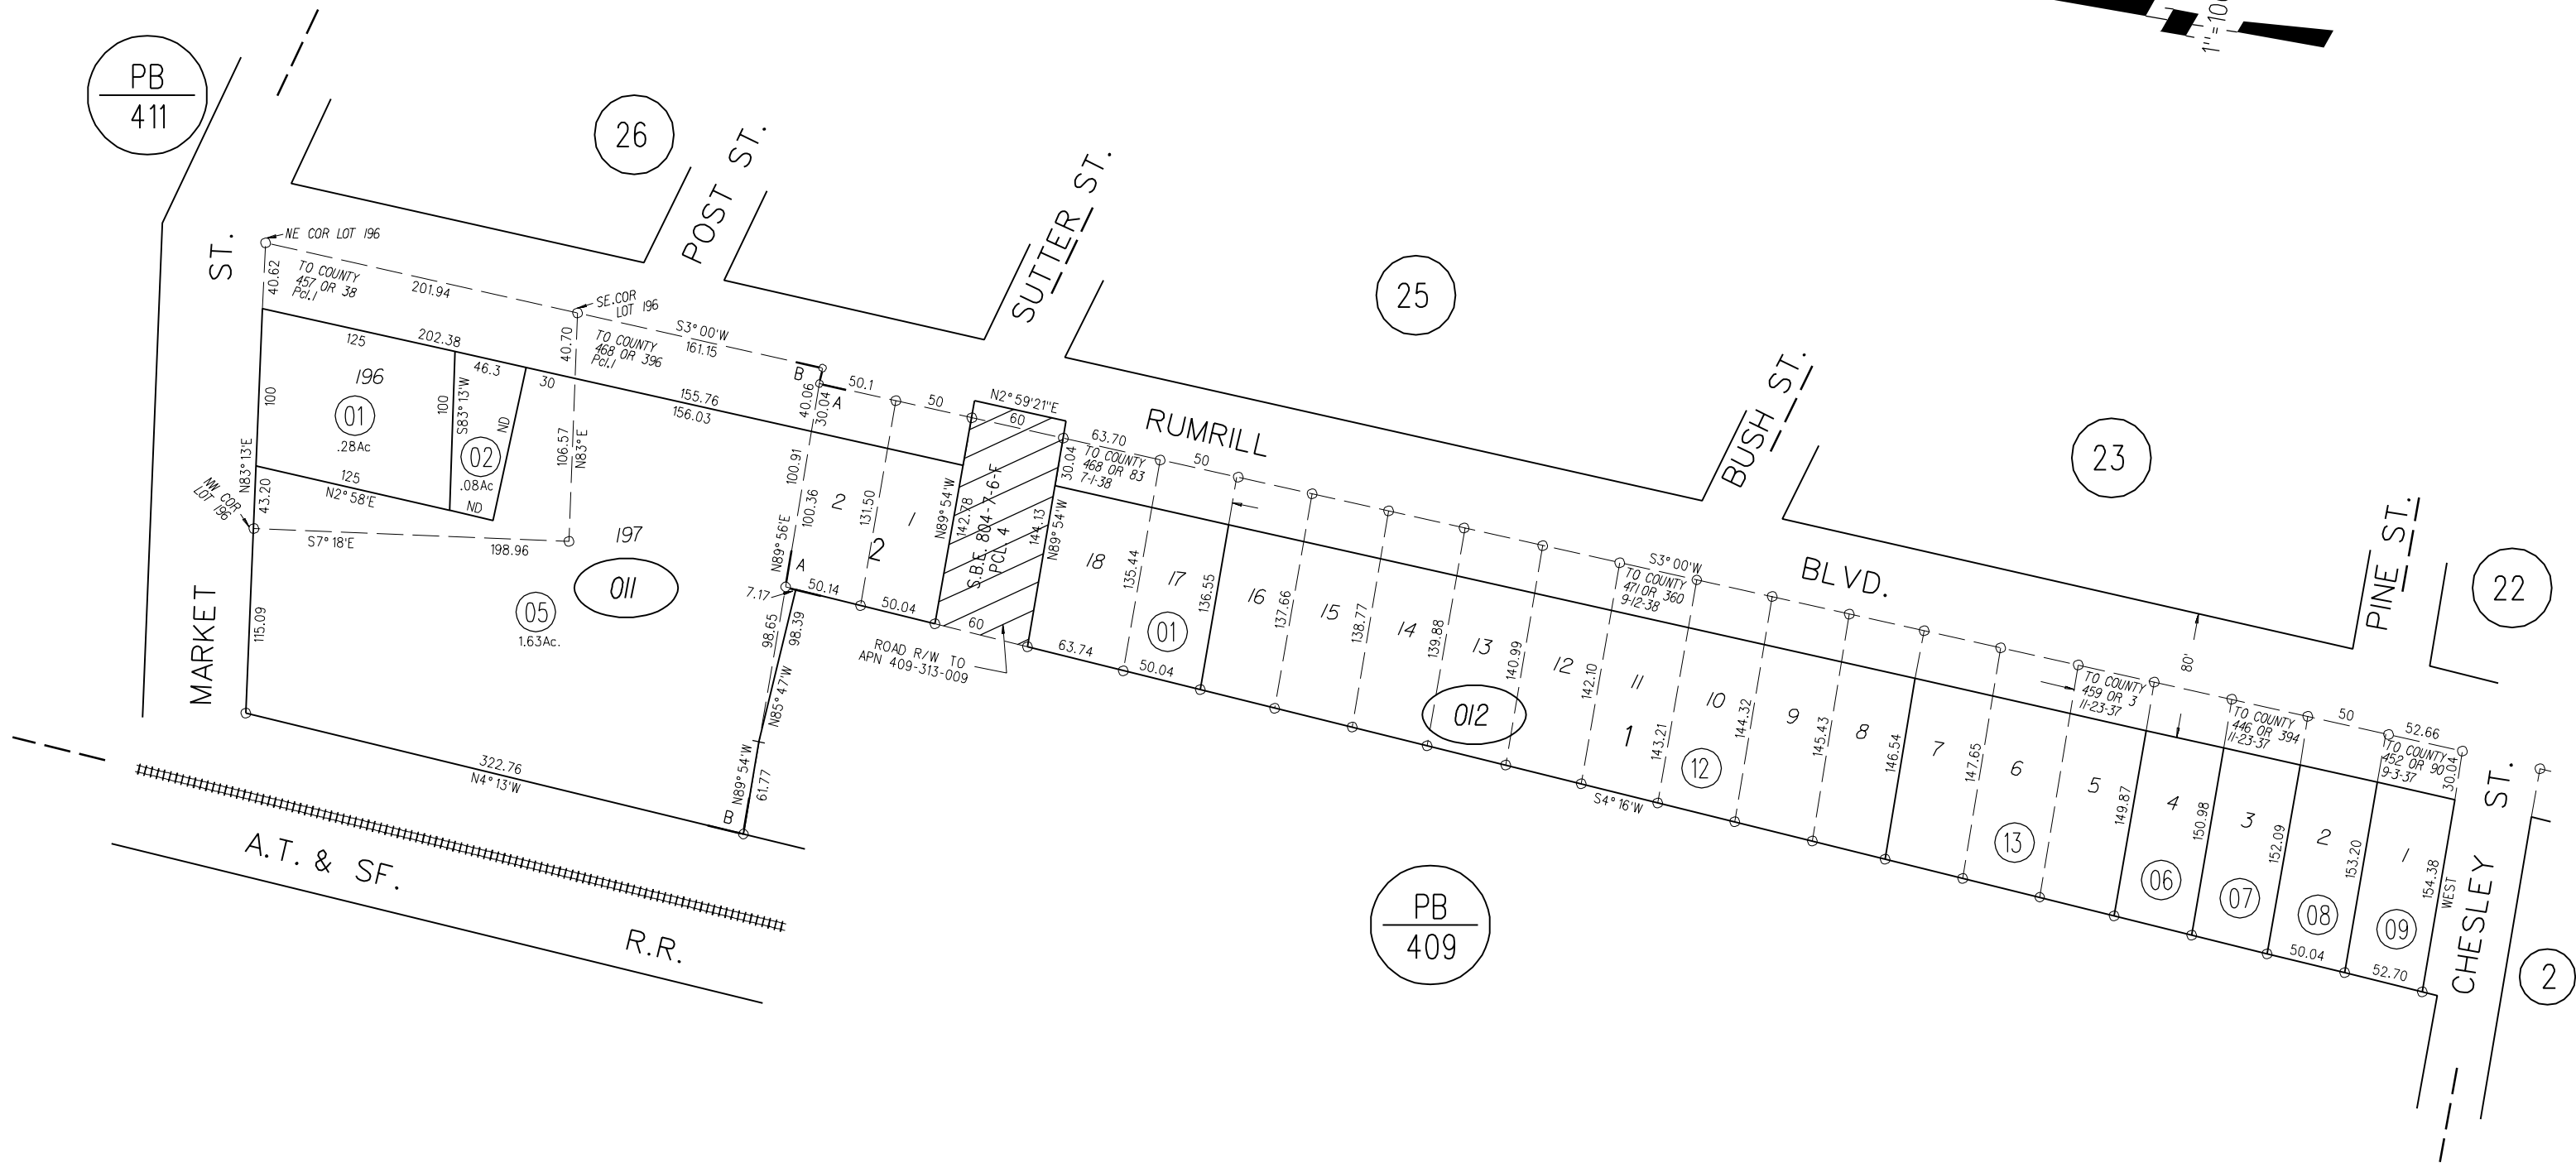 1"=100
PB
411
26
POST ST.
SUTTER ST.
25
BUSH ST.
23
PINE ST.
22
ST.
MARKET
NE COR LOT 196
40.62
TO COUNTY
457 OR 38
Pcl.1
201.94
SE.COR
LOT 196
S3°00'W
161.15
40.70
TO COUNTY
468 OR 396
Pcl.1
202.38
125
46.3
30
155.76
156.03
B
A
40.06
30.04
50.1
50
N2°59'21"E
60
63.70
TO COUNTY
468 OR 83
7-1-38
30.04
50
RUMRILL
BLVD.
196
01
.28Ac
100
100
S83°13'W
02
.08Ac
ND
ND
N83°13'E
43.20
125
N2°58'E
NW COR
LOT 196
S7°18'E
198.96
106.57
N83°E
197
011
05
1.63Ac.
115.09
322.76
N4°13'W
100.91
100.36
N89°56'E
A
7.17
50.14
50.04
98.65
98.39
N85°47'W
N89°54'W
61.77
B
2
131.50
1
2
N89°54'W
142.78
S.B.E. 804-7-6-F
PCL. 4
144.13
N89°54'W
60
ROAD R/W TO
APN 409-313-009
18
135.44
17
01
136.55
63.74
50.04
16
137.66
15
138.77
14
139.88
13
140.99
12
142.10
11
143.21
10
144.32
9
145.43
8
146.54
7
147.65
6
5
149.87
4
150.98
3
152.09
2
153.20
1
154.38
WEST
012
1
12
13
06
07
08
09
S4°16'W
S3°00'W
TO COUNTY
471 OR 360
9-12-38
80'
TO COUNTY
459 OR 3
11-23-37
TO COUNTY
446 OR 394
11-23-37
50
52.66
TO COUNTY
452 OR 90
9-3-37
30.04
50.04
52.70
CHESLEY ST.
2
PB
409
A.T. & SF.
R.R.